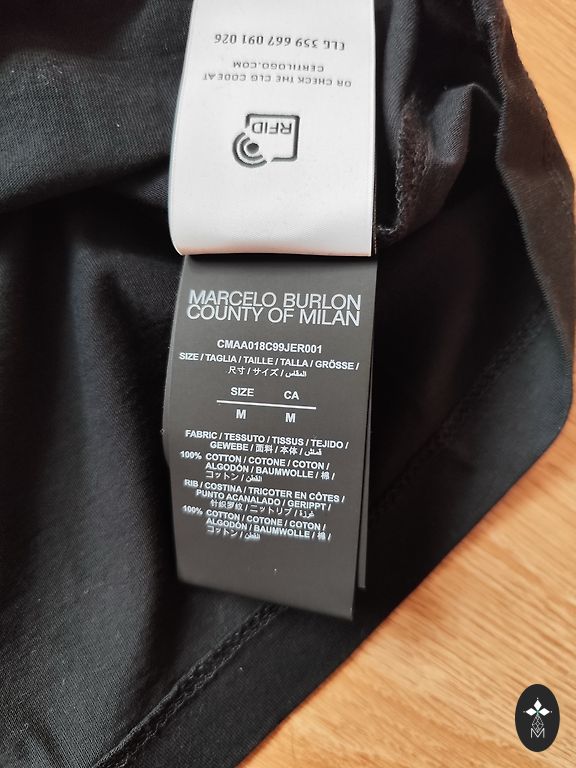 CLG 359 667 091 026
CERTILOGO.COM
OR CHECK THE CLG CODE AT
RFID
MARCELO BURLON
COUNTY OF MILAN
CMAA018C99JER001
SIZE / TAGLIA / TAILLE / TALLA / GRÖSSE /
尺寸 / サイズ / المقاس
SIZE CA
M M
FABRIC / TESSUTO / TISSUS / TEJIDO /
GEWEBE / 面料 / 本体 / قماش
100% COTTON / COTONE / COTON /
ALGODÓN / BAUMWOLLE / 棉 /
コットン / القطن
RIB / COSTINA / TRICOTER EN CÔTES /
PUNTO ACANALADO / GERIPPT /
针织罗纹 / ニットリブ / غرزة
100% COTTON / COTONE / COTON /
ALGODÓN / BAUMWOLLE / 棉 /
コットン / القطن